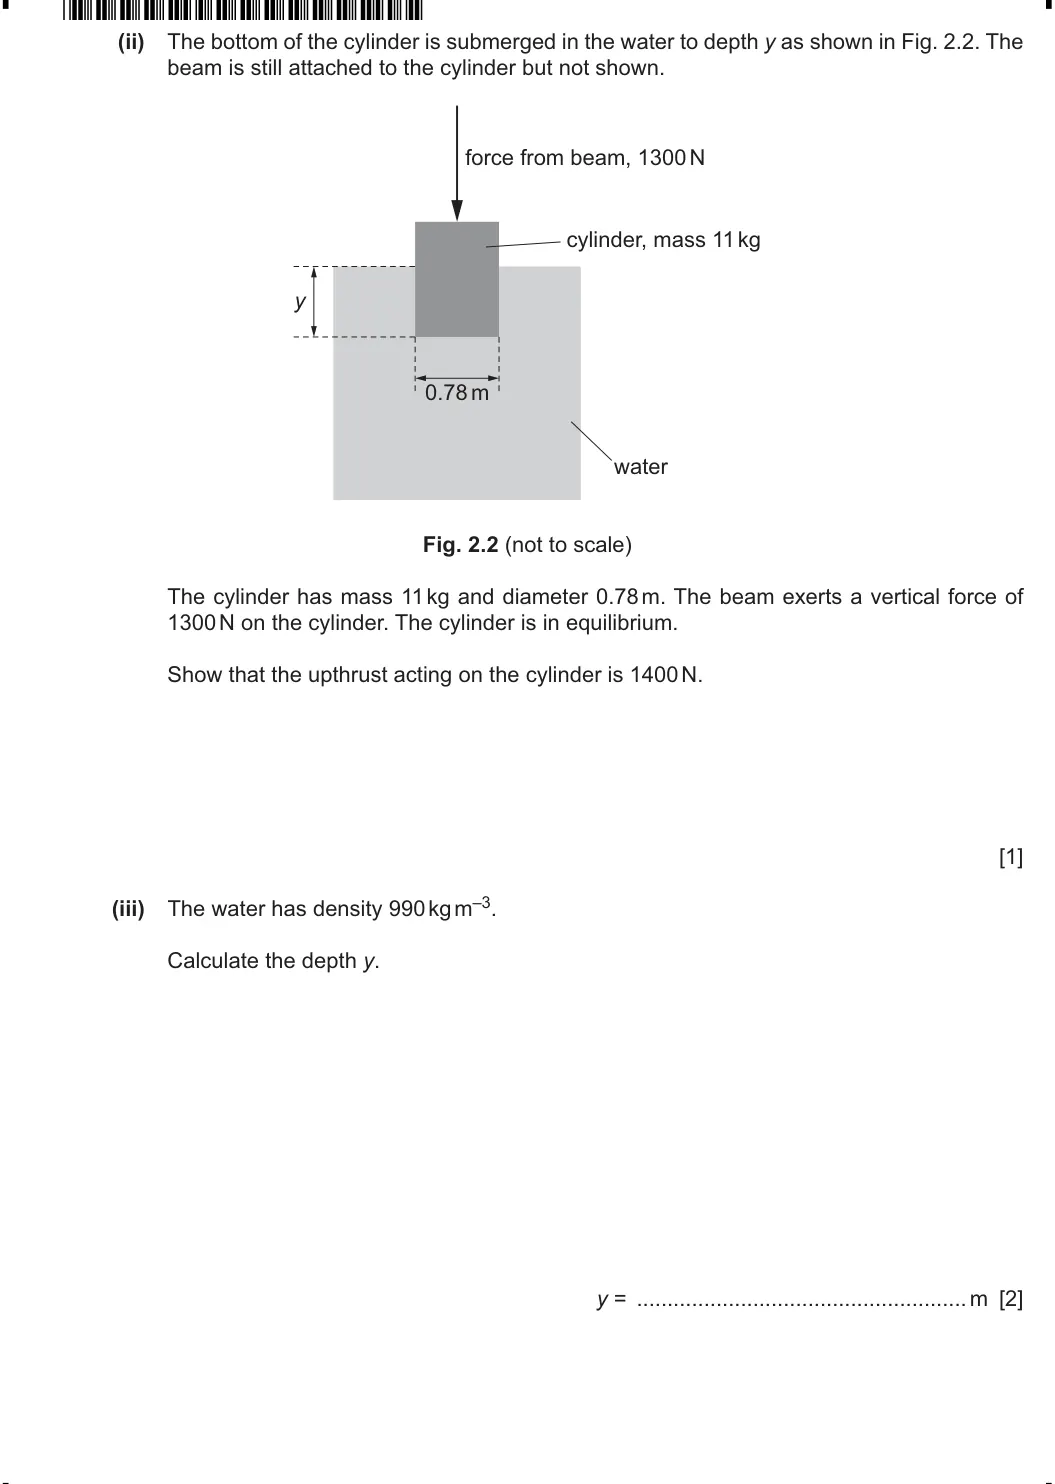 (ii) The bottom of the cylinder is submerged in the water to depth y as shown in Fig. 2.2. The
beam is still attached to the cylinder but not shown.
force from beam, 1300 N
cylinder, mass 11 kg
y
0.78 m
water
Fig. 2.2 (not to scale)
The cylinder has mass 11 kg and diameter 0.78 m. The beam exerts a vertical force of
1300 N on the cylinder. The cylinder is in equilibrium.
Show that the upthrust acting on the cylinder is 1400 N.
[1]
(iii) The water has density 990 kg m⁻³.
Calculate the depth y.
y = ...................................................... m [2]